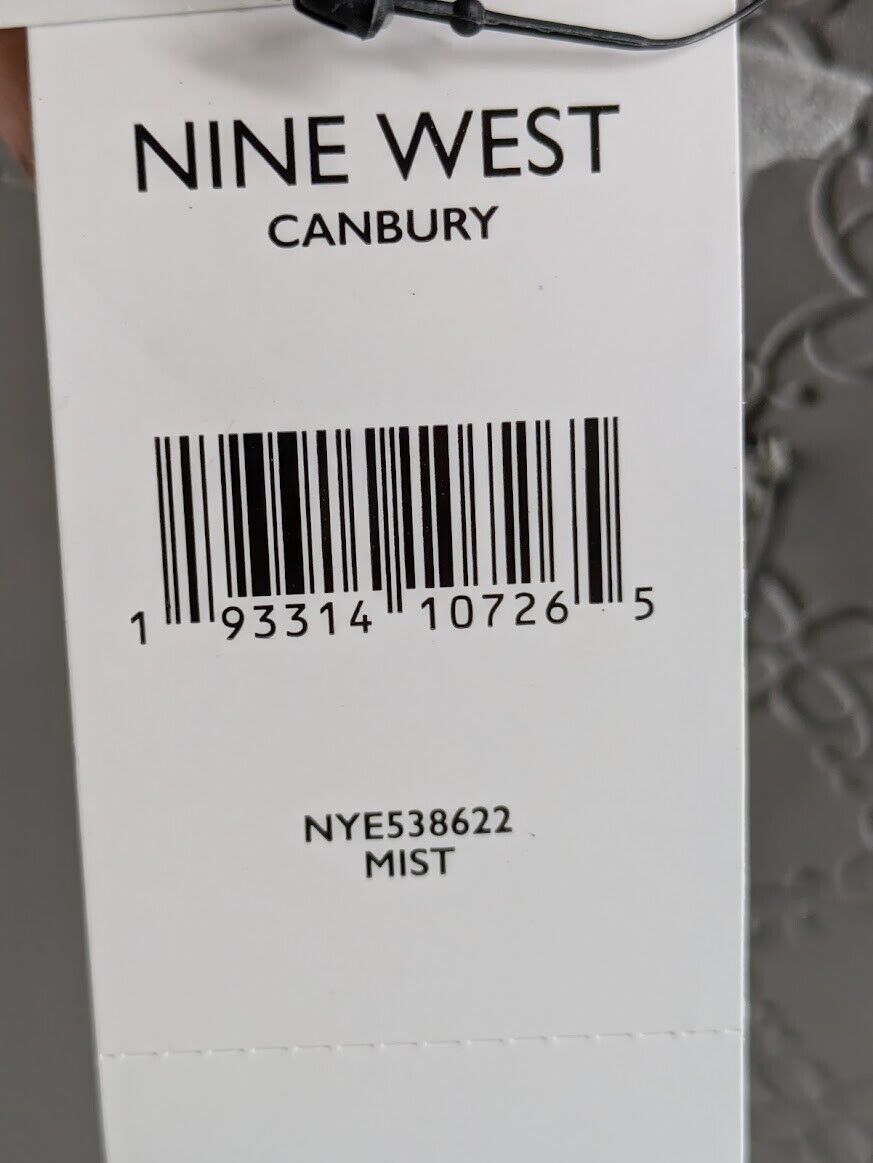 NINE WEST
CANBURY
1 93314 10726 5
NYE538622
MIST